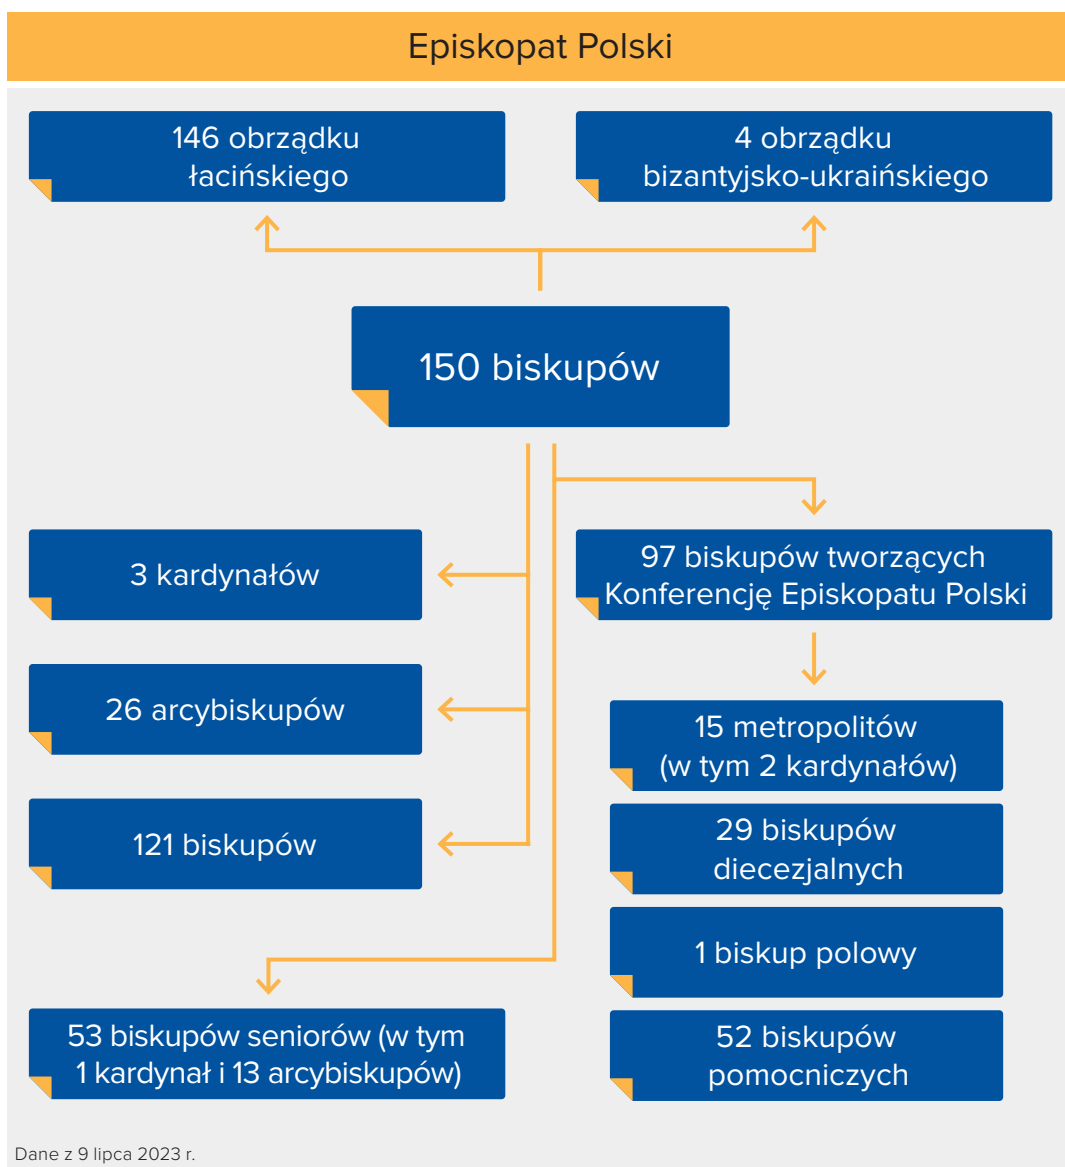 Episkopat Polski
146 obrządku
łacińskiego
4 obrządku
bizantyjsko-ukraińskiego
150 biskupów
3 kardynałów
26 arcybiskupów
121 biskupów
53 biskupów seniorów (w tym
1 kardynał i 13 arcybiskupów)
97 biskupów tworzących
Konferencję Episkopatu Polski
15 metropolitów
(w tym 2 kardynałów)
29 biskupów
diecezjalnych
1 biskup polowy
52 biskupów
pomocniczych
Dane z 9 lipca 2023 r.